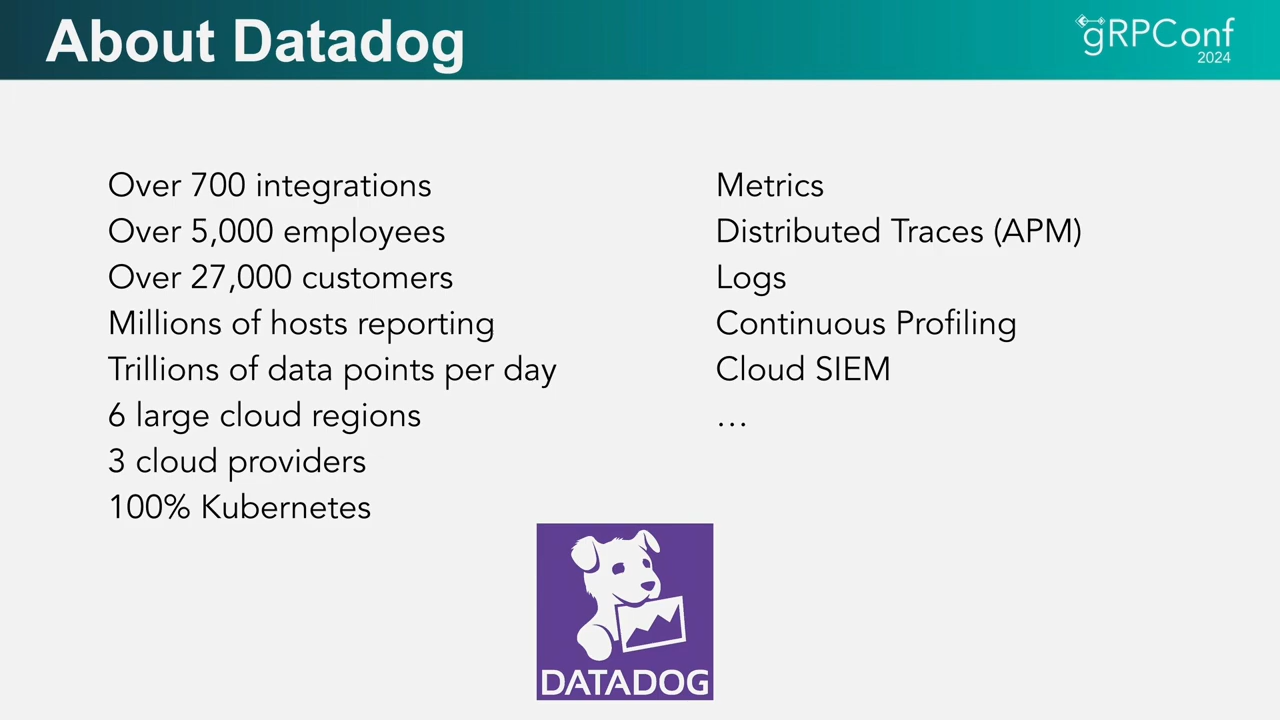 About Datadog
gRPConf
2024
Over 700 integrations
Over 5,000 employees
Over 27,000 customers
Millions of hosts reporting
Trillions of data points per day
6 large cloud regions
3 cloud providers
100% Kubernetes
Metrics
Distributed Traces (APM)
Logs
Continuous Profiling
Cloud SIEM
…
DATADOG